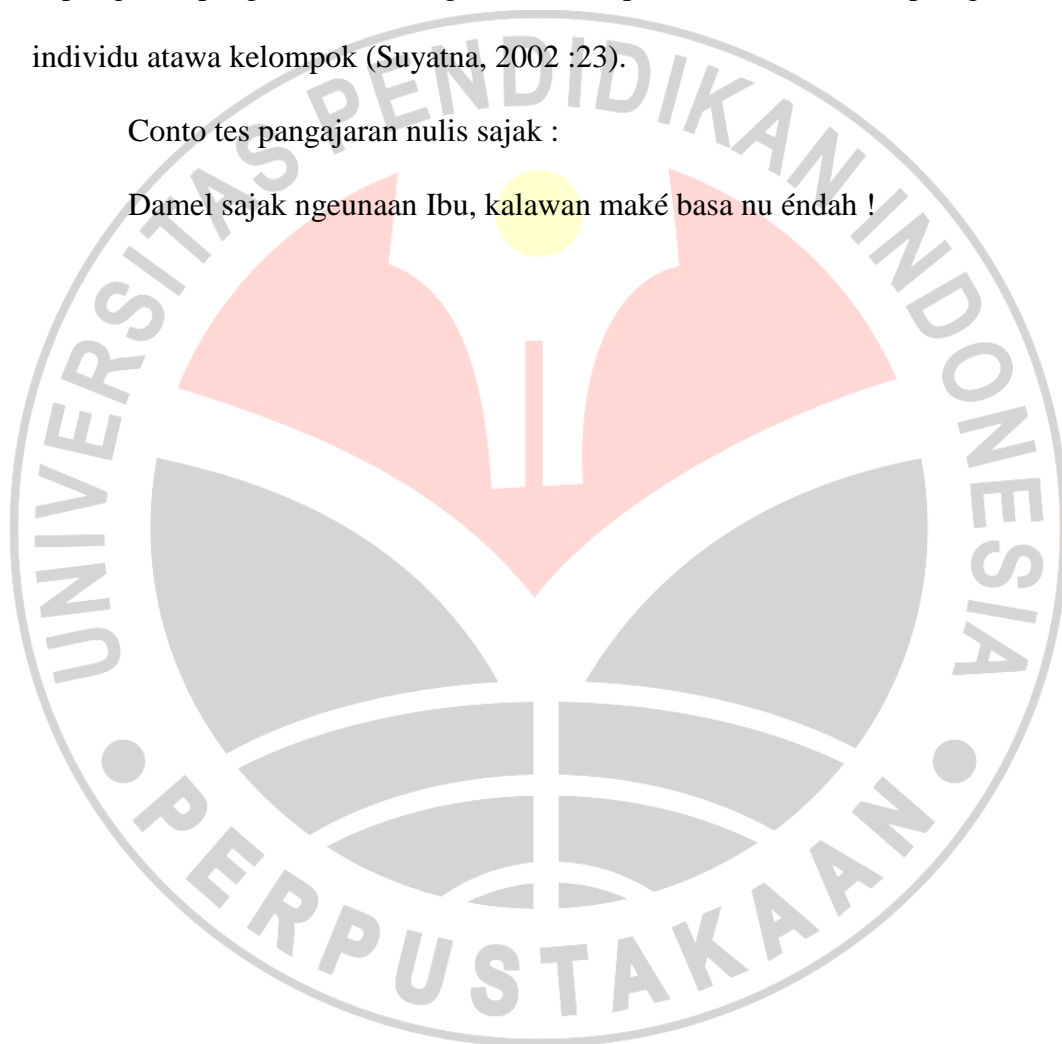 individu atawa kelompok (Suyatna, 2002 :23).
Conto tes pangajaran nulis sajak :
Damel sajak ngeunaan Ibu, kalawan maké basa nu éndah !
UNIVERSITAS PENDIDIKAN INDONESIA
PERPUSTAKAAN